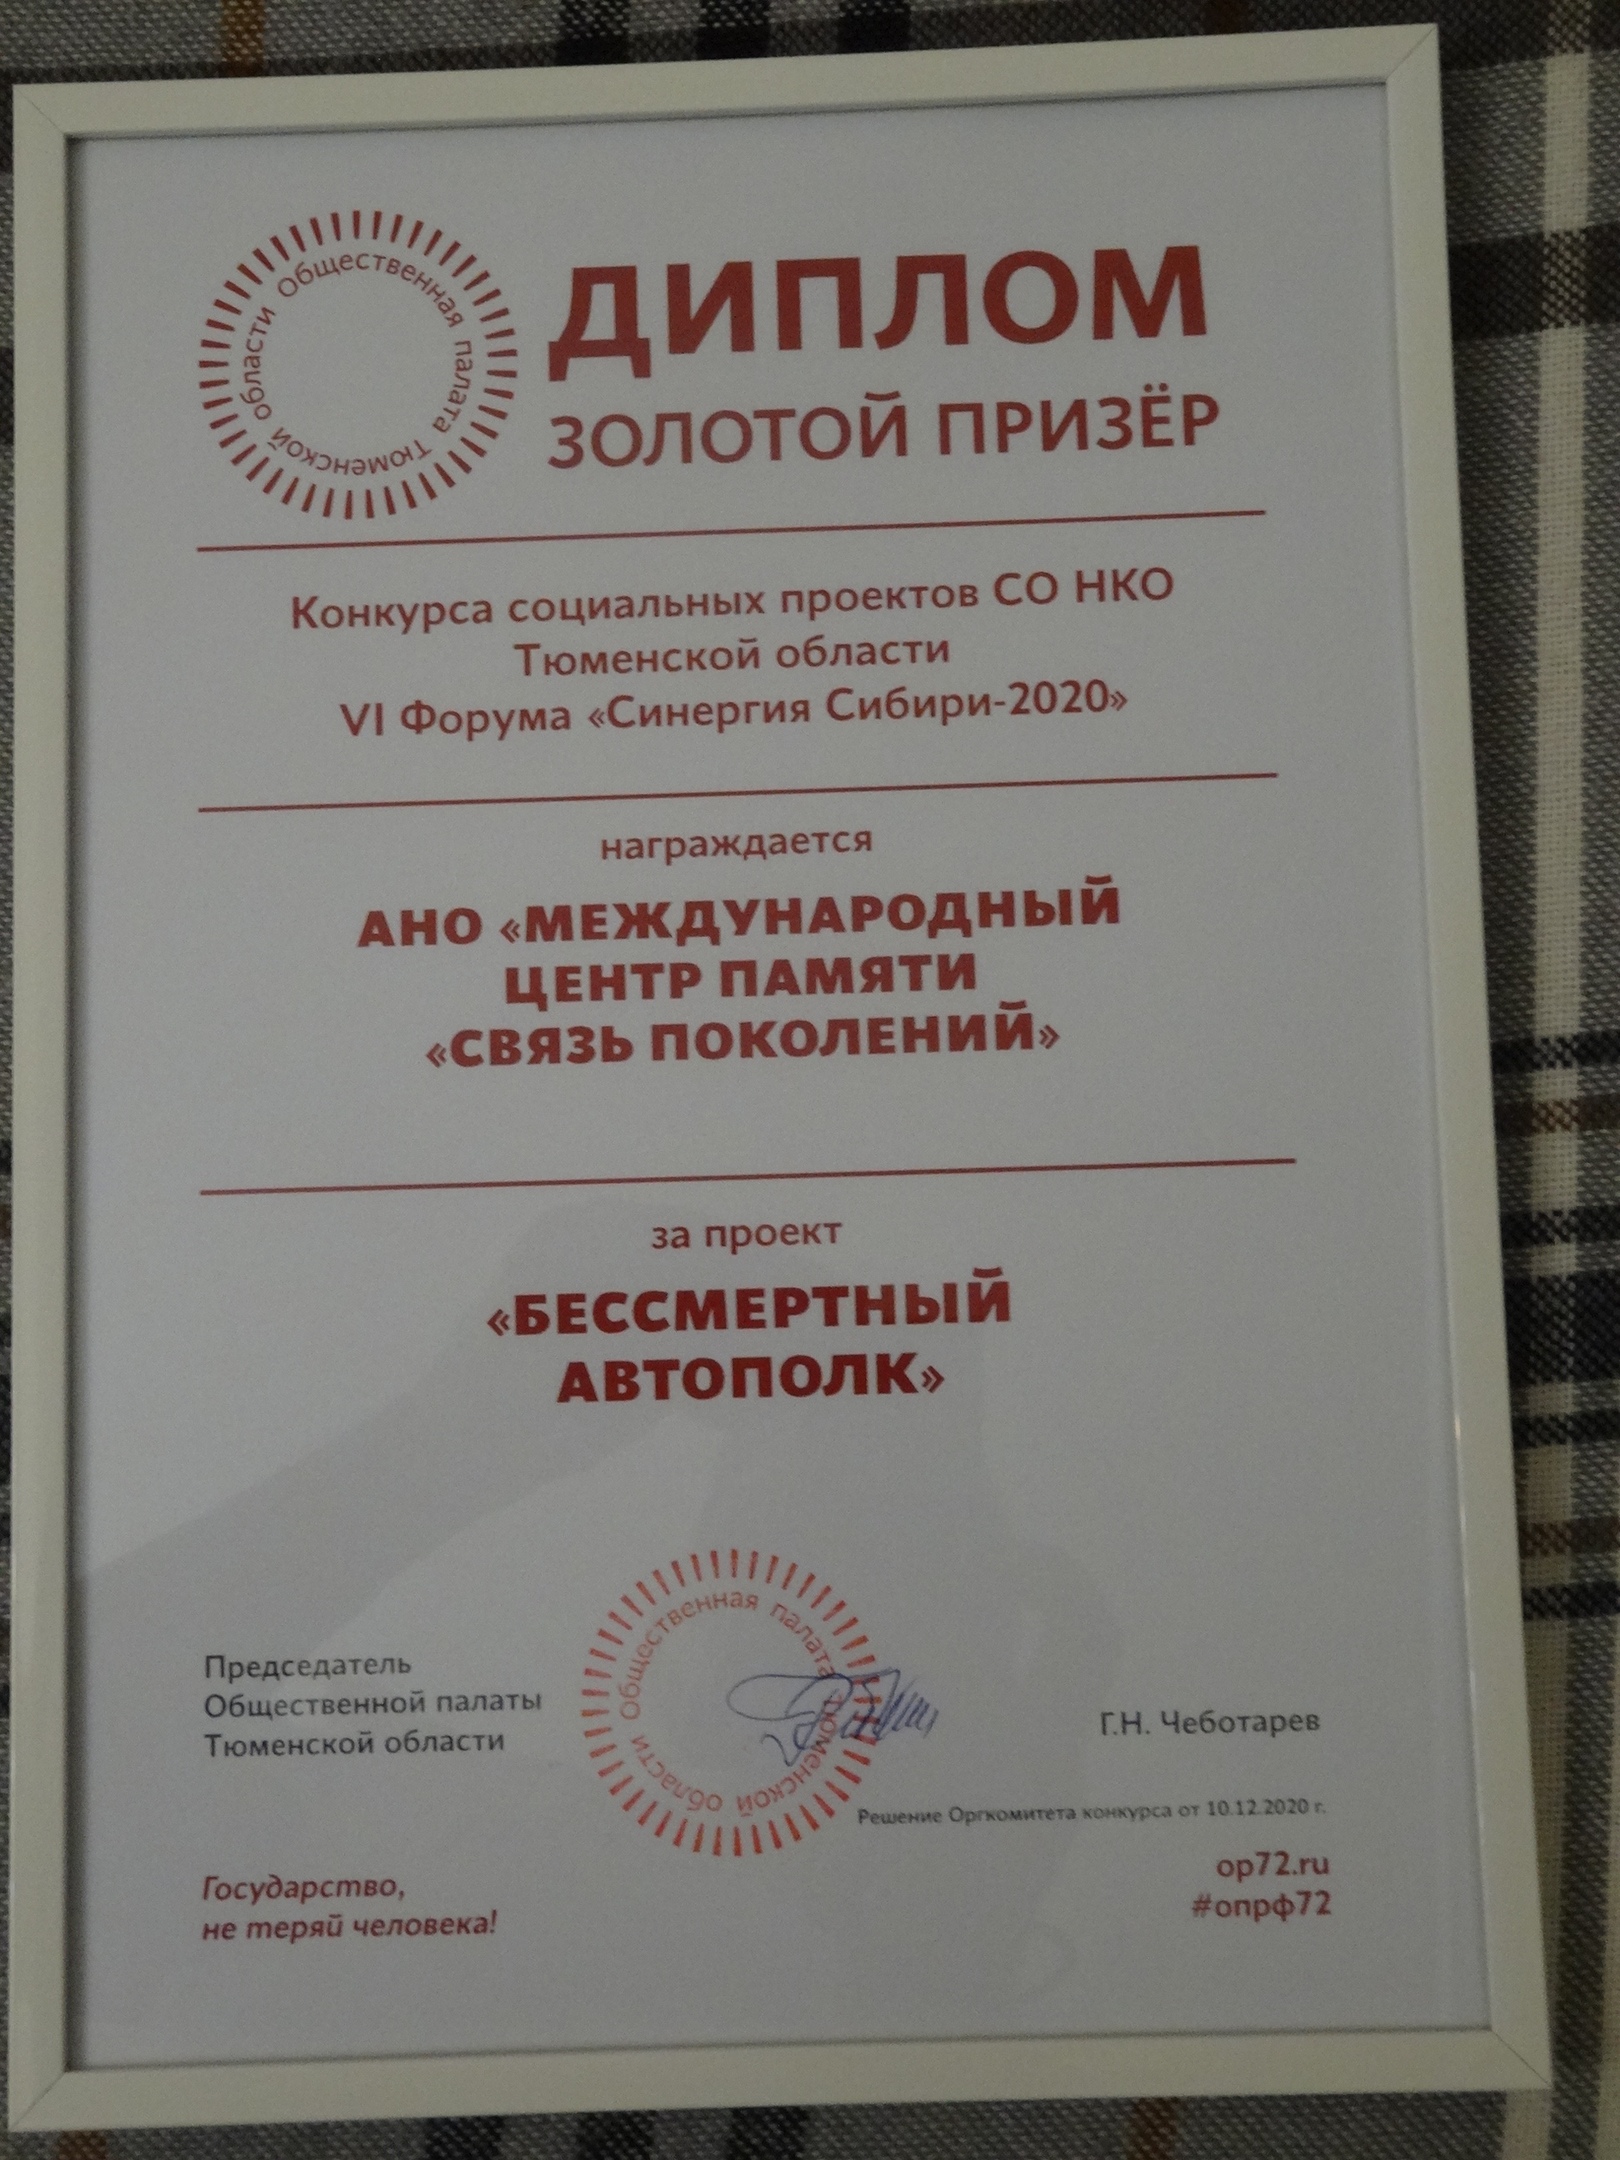 Общественная палата Тюменской области
ДИПЛОМ
ЗОЛОТОЙ ПРИЗЁР
Конкурса социальных проектов СО НКО
Тюменской области
VI Форума «Синергия Сибири-2020»
награждается
АНО «МЕЖДУНАРОДНЫЙ
ЦЕНТР ПАМЯТИ
«СВЯЗЬ ПОКОЛЕНИЙ»
за проект
«БЕССМЕРТНЫЙ
АВТОПОЛК»
Председатель
Общественной палаты
Тюменской области
Общественная палата Тюменской области
Г.Н. Чеботарев
Решение Оргкомитета конкурса от 10.12.2020 г.
Государство,
не теряй человека!
op72.ru
#опрф72